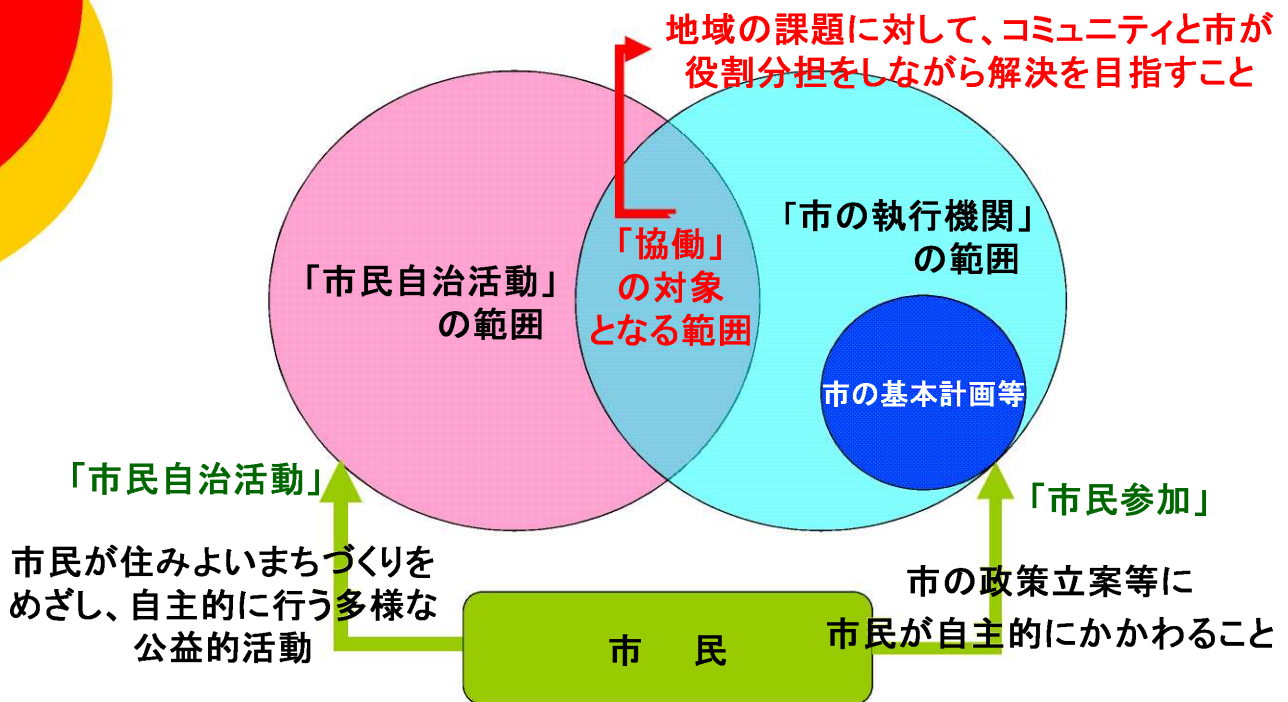 地域の課題に対して、コミュニティと市が
役割分担をしながら解決を目指すこと
「市の執行機関」
の範囲
「協働」
の対象
となる範囲
「市民自治活動」
の範囲
市の基本計画等
「市民自治活動」
「市民参加」
市民が住みよいまちづくりを
めざし、自主的に行う多様な
公益的活動
市の政策立案等に
市民が自主的にかかわること
市　民